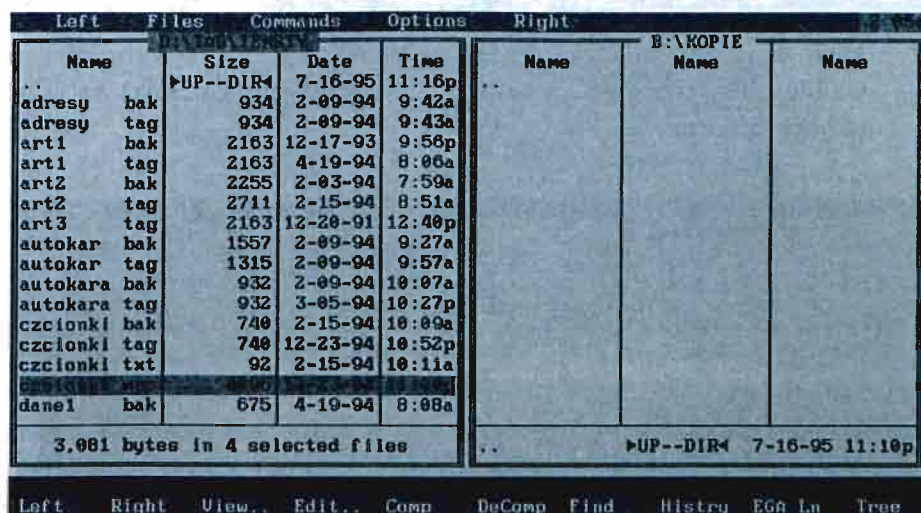 Left Files Commands Options Right
B:\KOPIE
Name Size Date Time Name Name Name
.. ►UP--DIR◄ 7-16-95 11:16p ..
adresy bak 934 2-09-94 9:42a
adresy tag 934 2-09-94 9:43a
art1 bak 2163 12-17-93 9:56p
art1 tag 2163 4-19-94 8:06a
art2 bak 2255 2-03-94 7:59a
art2 tag 2711 2-15-94 8:51a
art3 tag 2163 12-20-91 12:40p
autokar bak 1557 2-09-94 9:27a
autokar tag 1315 2-09-94 9:57a
autokara bak 932 2-09-94 10:07a
autokara tag 932 3-05-94 10:27p
czcionki bak 740 2-15-94 10:09a
czcionki tag 740 12-23-94 10:52p
czcionki txt 92 2-15-94 10:11a
dane1 bak 675 4-19-94 8:08a
3,081 bytes in 4 selected files .. ►UP--DIR◄ 7-16-95 11:10p
Left Right View.. Edit.. Comp DeComp Find Histry EGA Ln Tree